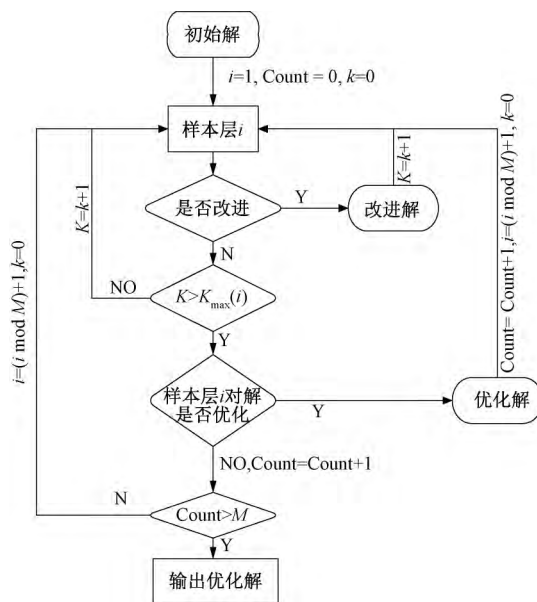 初始解
i=1, Count = 0, k=0
样本层i
K=k+1
是否改进
Y
改进解
K=k+1
N
NO
K>Kmax(i)
Y
样本层i对解
是否优化
Y
优化解
Count= Count+1,i=(i mod M)+1, k=0
i=(i mod M)+1,k=0
NO,Count=Count+1
N
Count>M
Y
输出优化解